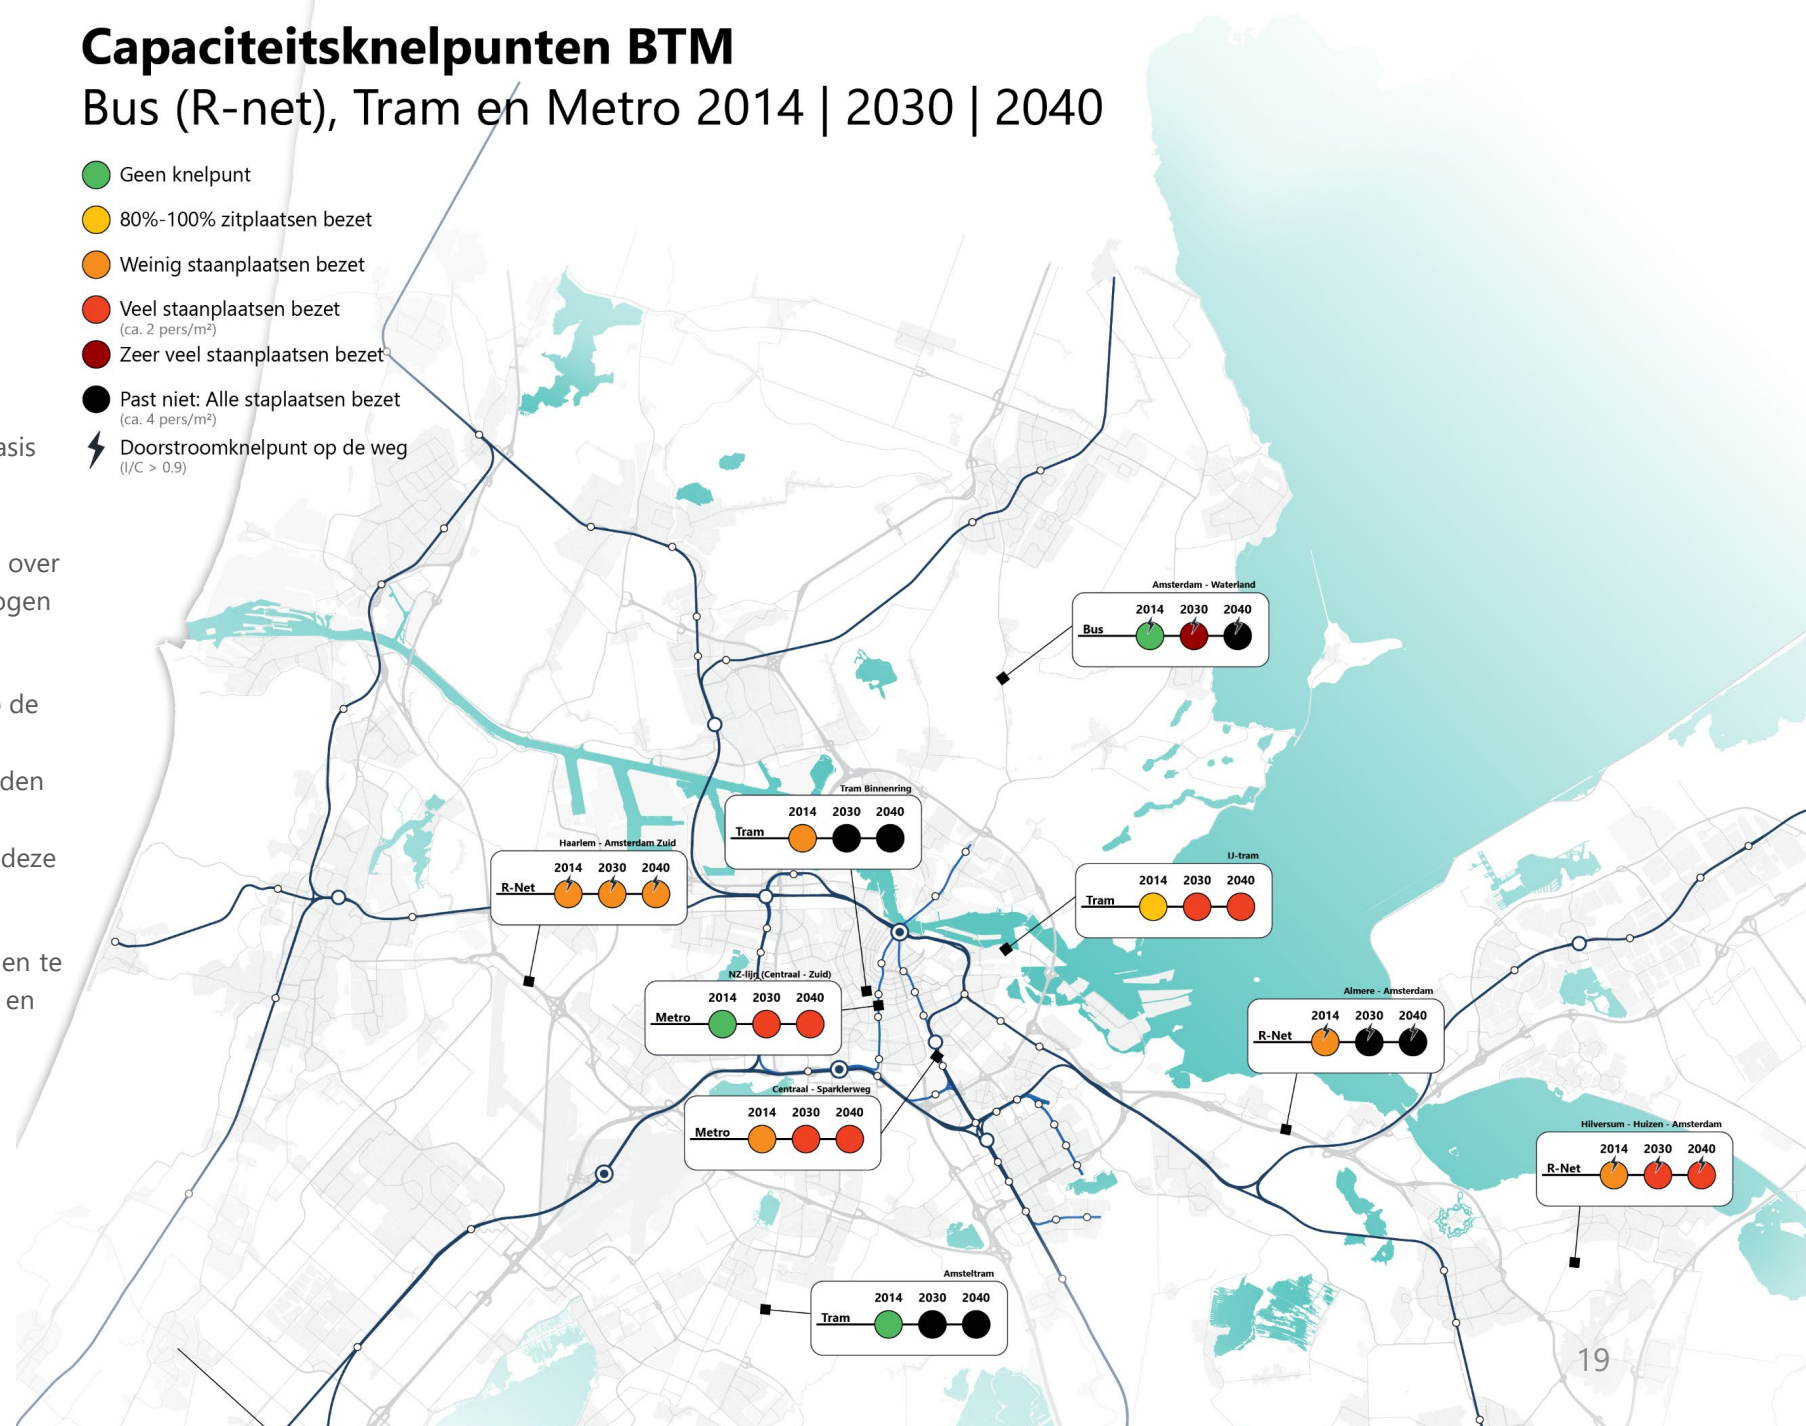 Capaciteitsknelpunten BTM
Bus (R-net), Tram en Metro 2014 | 2030 | 2040
Geen knelpunt
80%-100% zitplaatsen bezet
Weinig staanplaatsen bezet
Veel staanplaatsen bezet
(ca. 2 pers/m²)
Zeer veel staanplaatsen bezet
Past niet: Alle staplaatsen bezet
(ca. 4 pers/m²)
Doorstroomknelpunt op de weg
(I/C > 0.9)
asis
over
ogen
de
den
deze
en te
en
Amsterdam - Waterland
2014 2030 2040
Bus
Tram Binnenring
2014 2030 2040
Tram
Haarlem - Amsterdam Zuid
2014 2030 2040
R-Net
IJ-tram
2014 2030 2040
Tram
NZ-lijn (Centraal - Zuid)
2014 2030 2040
Metro
Almere - Amsterdam
2014 2030 2040
R-Net
Centraal - Sparklerweg
2014 2030 2040
Metro
Hilversum - Huizen - Amsterdam
2014 2030 2040
R-Net
Amsteltram
2014 2030 2040
Tram
19